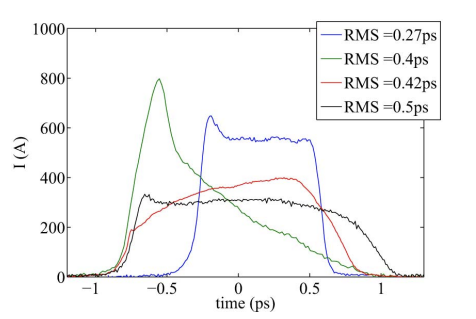 1000
800
600
400
200
0
I (A)
−1
−0.5
0
0.5
1
time (ps)
RMS =0.27ps
RMS =0.4ps
RMS =0.42ps
RMS =0.5ps